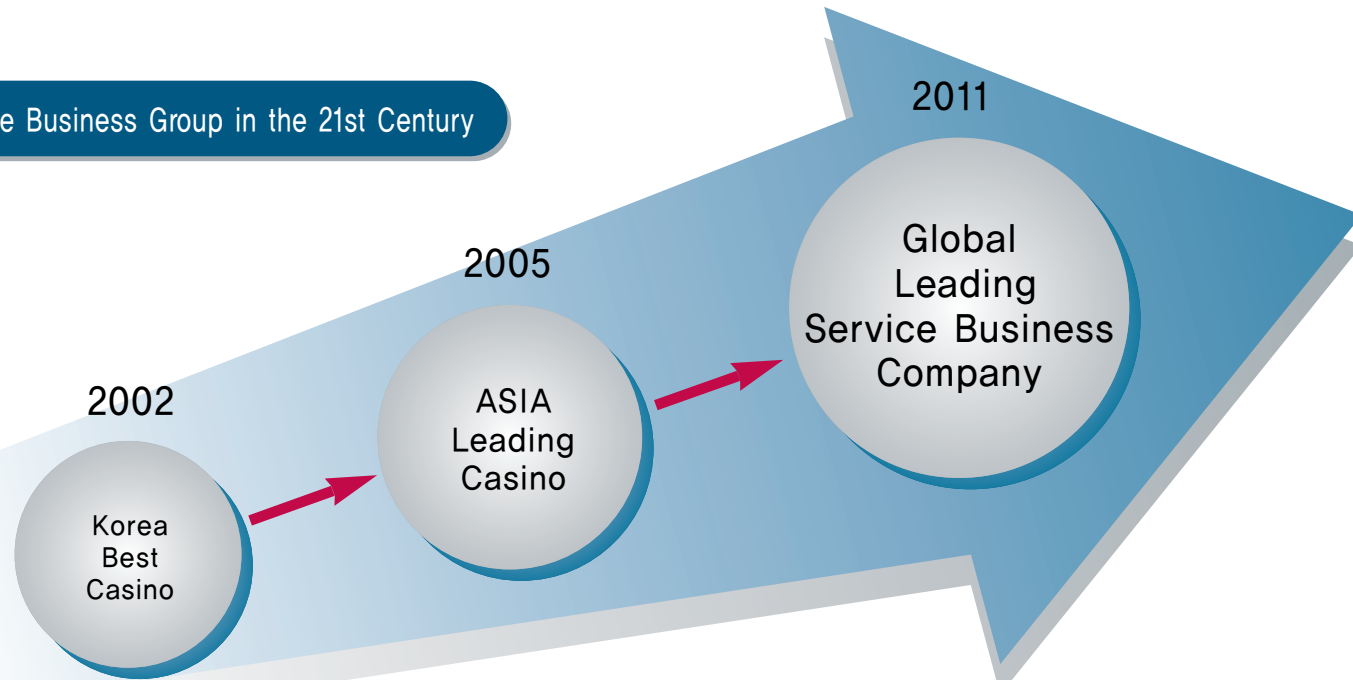 Business Group in the 21st Century
2002
Korea
Best
Casino
2005
ASIA
Leading
Casino
2011
Global
Leading
Service Business
Company